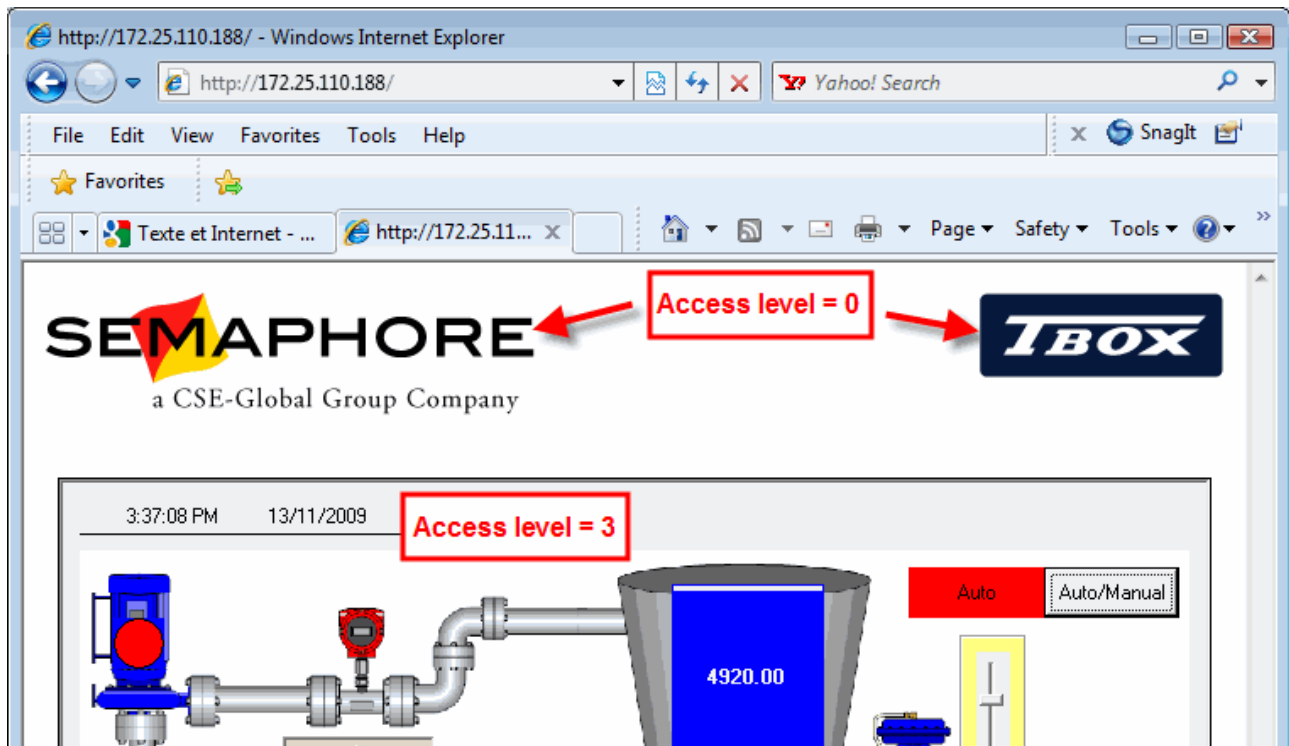 http://172.25.110.188/ - Windows Internet Explorer
http://172.25.110.188/
Yahoo! Search
File Edit View Favorites Tools Help
x SnagIt
Favorites
Texte et Internet - ...
http://172.25.11... x
Page Safety Tools
SEMAPHORE
a CSE-Global Group Company
Access level = 0
TBOX
3:37:08 PM 13/11/2009
Access level = 3
Auto
Auto/Manual
4920.00